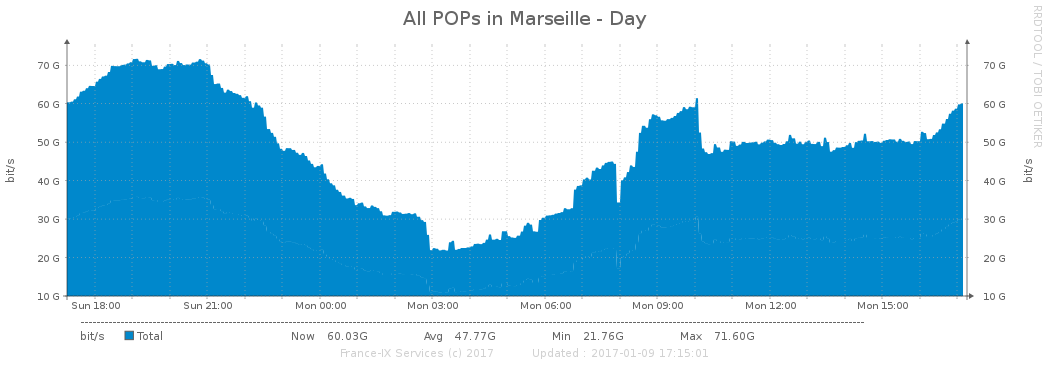 All POPs in Marseille - Day
RRDTOOL / TOBI OETIKER
bit/s
70 G
60 G
50 G
40 G
30 G
20 G
10 G
70 G
60 G
50 G
40 G
30 G
20 G
10 G
bit/s
Sun 18:00 Sun 21:00 Mon 00:00 Mon 03:00 Mon 06:00 Mon 09:00 Mon 12:00 Mon 15:00
bit/s Total Now 60.03G Avg 47.77G Min 21.76G Max 71.60G
France-IX Services (c) 2017 Updated : 2017-01-09 17:15:01